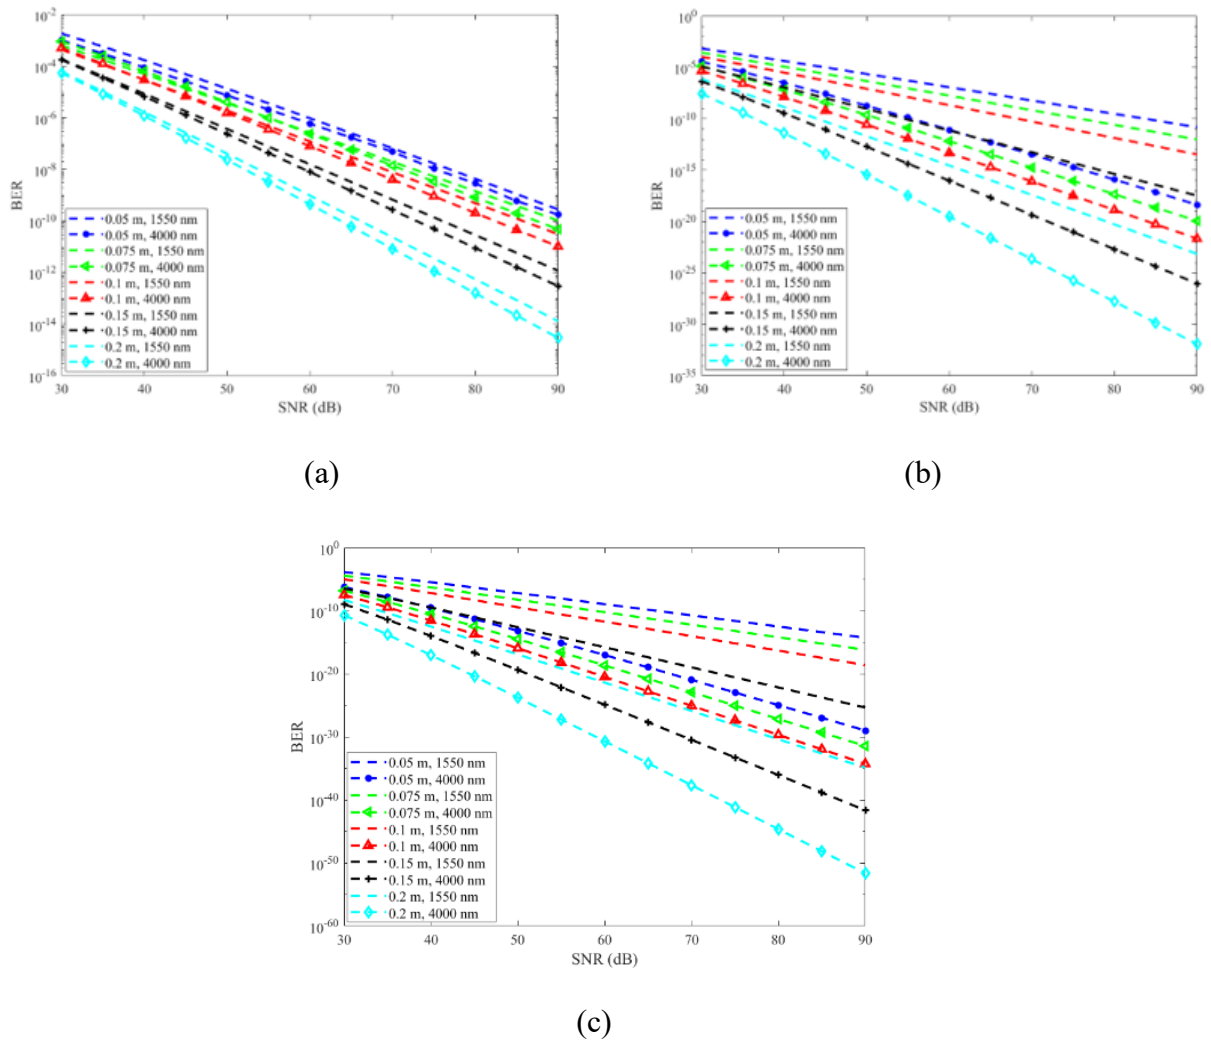 10^-2
10^-4
10^-6
10^-8
10^-10
10^-12
10^-14
10^-16
BER
0.05 m, 1550 nm
0.05 m, 4000 nm
0.075 m, 1550 nm
0.075 m, 4000 nm
0.1 m, 1550 nm
0.1 m, 4000 nm
0.15 m, 1550 nm
0.15 m, 4000 nm
0.2 m, 1550 nm
0.2 m, 4000 nm
30 40 50 60 70 80 90
SNR (dB)
(a)
10^0
10^-5
10^-10
10^-15
10^-20
10^-25
10^-30
10^-35
BER
0.05 m, 1550 nm
0.05 m, 4000 nm
0.075 m, 1550 nm
0.075 m, 4000 nm
0.1 m, 1550 nm
0.1 m, 4000 nm
0.15 m, 1550 nm
0.15 m, 4000 nm
0.2 m, 1550 nm
0.2 m, 4000 nm
30 40 50 60 70 80 90
SNR (dB)
(b)
10^0
10^-10
10^-20
10^-30
10^-40
10^-50
10^-60
BER
0.05 m, 1550 nm
0.05 m, 4000 nm
0.075 m, 1550 nm
0.075 m, 4000 nm
0.1 m, 1550 nm
0.1 m, 4000 nm
0.15 m, 1550 nm
0.15 m, 4000 nm
0.2 m, 1550 nm
0.2 m, 4000 nm
30 40 50 60 70 80 90
SNR (dB)
(c)